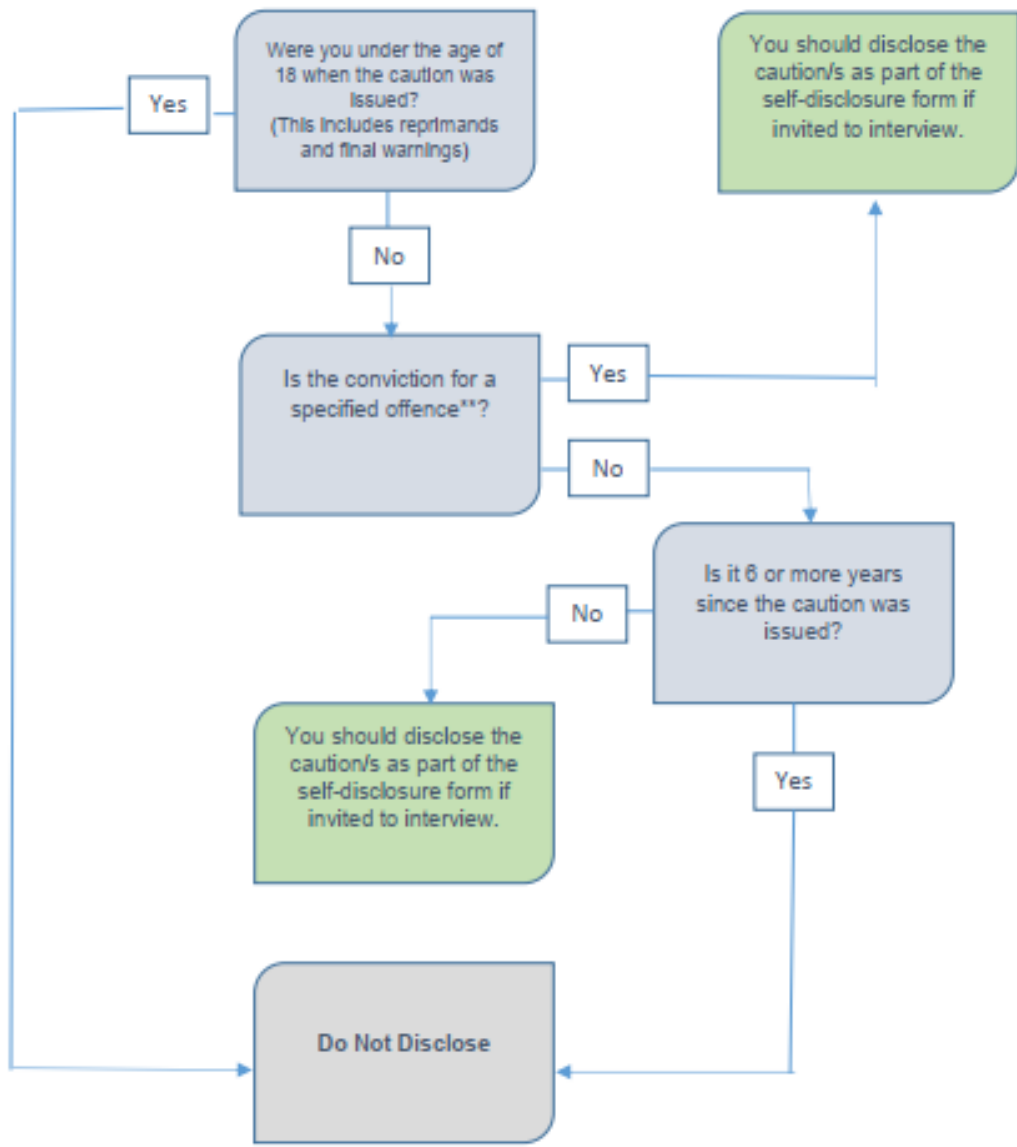 Were you under the age of
18 when the caution was
issued?
(This includes reprimands
and final warnings)
You should disclose the
caution/s as part of the
self-disclosure form if
invited to interview.
Yes
No
Is the conviction for a
specified offence**?
Yes
No
Is it 6 or more years
since the caution was
issued?
No
You should disclose the
caution/s as part of the
self-disclosure form if
invited to interview.
Yes
Do Not Disclose